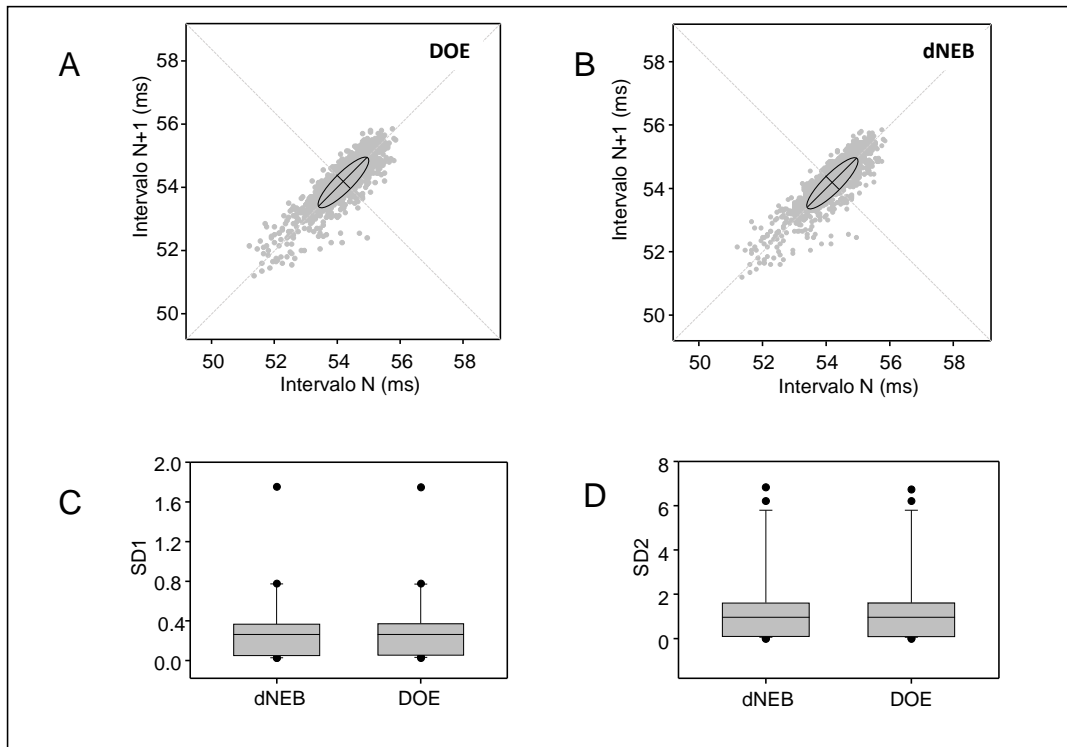 A
DOE
Intervalo N+1 (ms)
58
56
54
52
50
50 52 54 56 58
Intervalo N (ms)
B
dNEB
Intervalo N+1 (ms)
58
56
54
52
50
50 52 54 56 58
Intervalo N (ms)
C
SD1
2.0
1.6
1.2
0.8
0.4
0.0
dNEB DOE
D
SD2
8
6
4
2
0
dNEB DOE